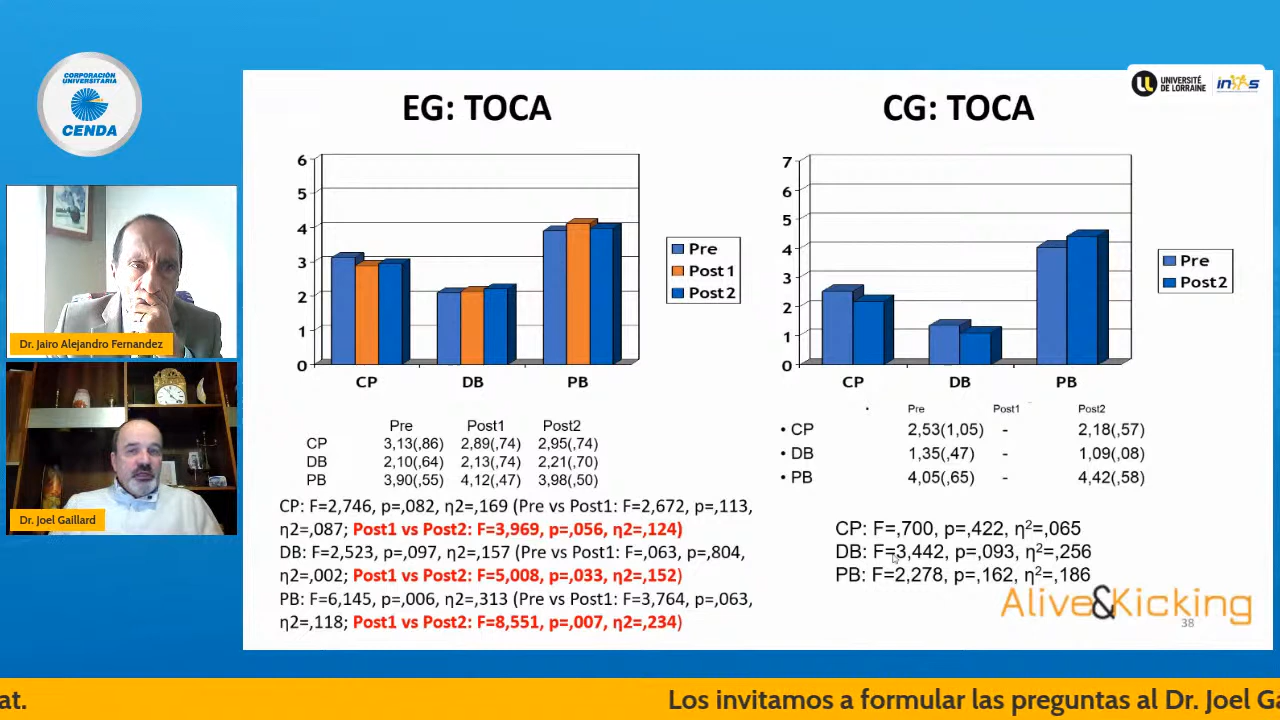 CORPORACIÓN
UNIVERSITARIA
CENDA
Dr. Jairo Alejandro Fernandez
Dr. Joel Gaillard
UNIVERSITÉ
DE LORRAINE
EG: TOCA
6
5
4
3
2
1
0
CP DB PB
Pre
Post1
Post2
CG: TOCA
7
6
5
4
3
2
1
0
CP DB PB
Pre
Post2
Pre Post1 Post2
CP 3,13(,86) 2,89(,74) 2,95(,74)
DB 2,10(,64) 2,13(,74) 2,21(,70)
PB 3,90(,55) 4,12(,47) 3,98(,50)
CP: F=2,746, p=,082, η2=,169 (Pre vs Post1: F=2,672, p=,113,
η2=,087; Post1 vs Post2: F=3,969, p=,056, η2=,124)
DB: F=2,523, p=,097, η2=,157 (Pre vs Post1: F=,063, p=,804,
η2=,002; Post1 vs Post2: F=5,008, p=,033, η2=,152)
PB: F=6,145, p=,006, η2=,313 (Pre vs Post1: F=3,764, p=,063,
η2=,118; Post1 vs Post2: F=8,551, p=,007, η2=,234)
• Pre Post1 Post2
• CP 2,53(1,05) - 2,18(,57)
• DB 1,35(,47) - 1,09(,08)
• PB 4,05(,65) - 4,42(,58)
CP: F=,700, p=,422, η²=,065
DB: F=3,442, p=,093, η²=,256
PB: F=2,278, p=,162, η²=,186
Alive&Kicking
38
at. Los invitamos a formular las preguntas al Dr. Joel Ga